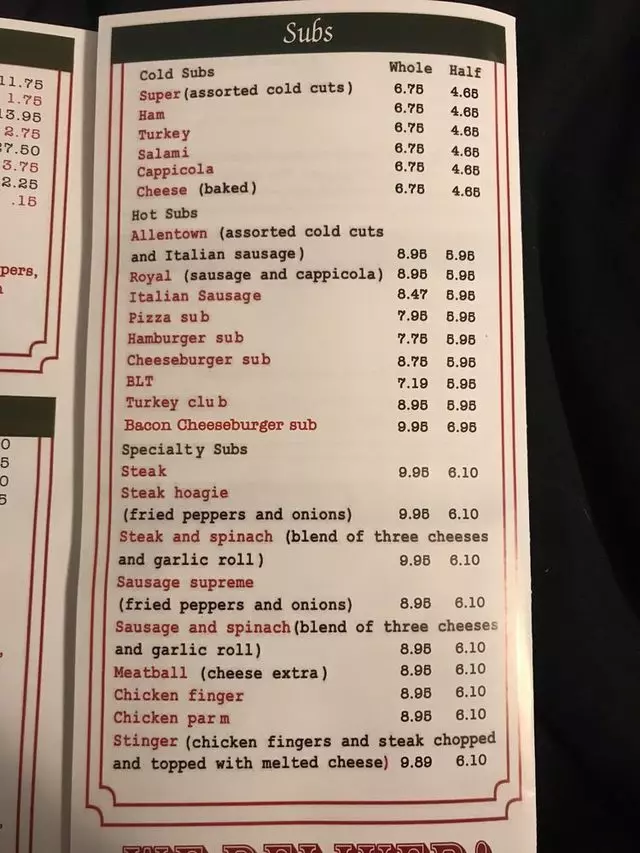 Subs
Cold Subs Whole Half
Super (assorted cold cuts) 6.75 4.65
Ham 6.75 4.65
Turkey 6.75 4.65
Salami 6.75 4.65
Cappicola 6.75 4.65
Cheese (baked) 6.75 4.65
Hot Subs
Allentown (assorted cold cuts
and Italian sausage) 8.95 5.95
Royal (sausage and cappicola) 8.95 5.95
Italian Sausage 8.47 5.95
Pizza sub 7.95 5.95
Hamburger sub 7.75 5.95
Cheeseburger sub 8.75 5.95
BLT 7.19 5.95
Turkey club 8.95 5.95
Bacon Cheeseburger sub 9.95 6.95
Specialty Subs
Steak 9.95 6.10
Steak hoagie
(fried peppers and onions) 9.95 6.10
Steak and spinach (blend of three cheeses
and garlic roll) 9.95 6.10
Sausage supreme
(fried peppers and onions) 8.95 6.10
Sausage and spinach (blend of three cheeses
and garlic roll) 8.95 6.10
Meatball (cheese extra) 8.95 6.10
Chicken finger 8.95 6.10
Chicken parm 8.95 6.10
Stinger (chicken fingers and steak chopped
and topped with melted cheese) 9.89 6.10
WE DELIVER!
11.75
1.75
13.95
2.75
27.50
3.75
2.25
.15
pers,